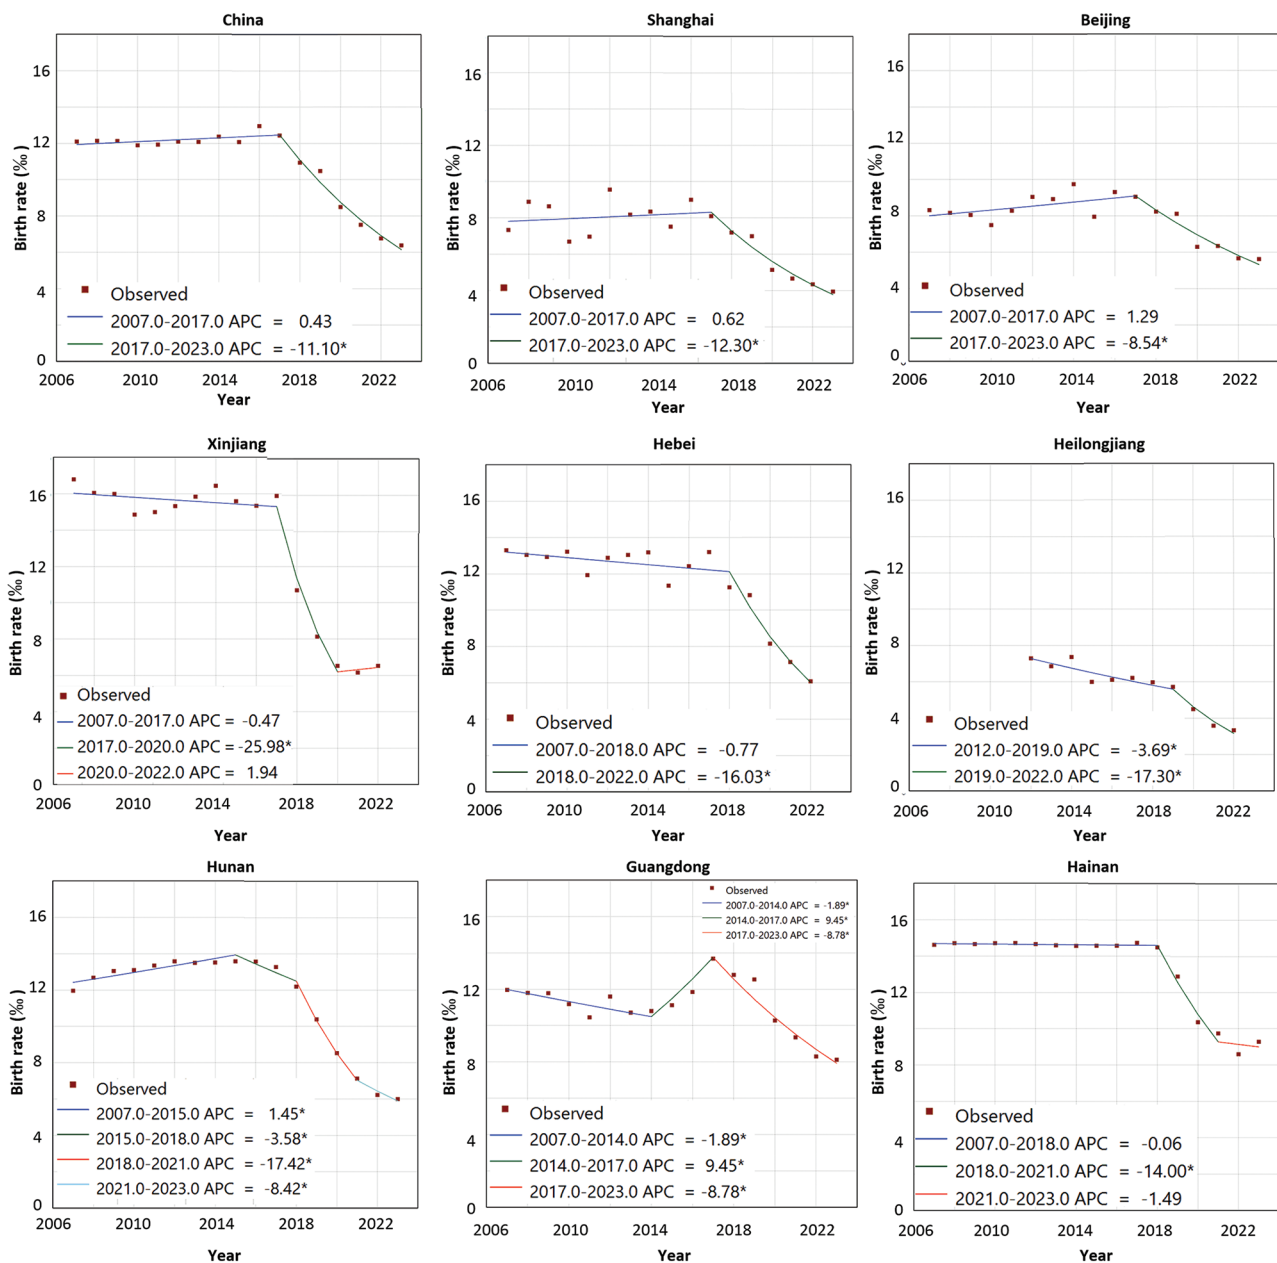 China
Birth rate (‰)
16
12
8
4
0
Observed
2007.0-2017.0 APC = 0.43
2017.0-2023.0 APC = -11.10*
2006 2010 2014 2018 2022
Year
Shanghai
Birth rate (‰)
16
12
8
4
0
Observed
2007.0-2017.0 APC = 0.62
2017.0-2023.0 APC = -12.30*
2006 2010 2014 2018 2022
Year
Beijing
Birth rate (‰)
16
12
8
4
0
Observed
2007.0-2017.0 APC = 1.29
2017.0-2023.0 APC = -8.54*
2006 2010 2014 2018 2022
Year
Xinjiang
Birth rate (‰)
16
12
8
4
0
Observed
2007.0-2017.0 APC = -0.47
2017.0-2020.0 APC = -25.98*
2020.0-2022.0 APC = 1.94
2006 2010 2014 2018 2022
Year
Hebei
Birth rate (‰)
16
12
8
4
0
Observed
2007.0-2018.0 APC = -0.77
2018.0-2022.0 APC = -16.03*
2006 2010 2014 2018 2022
Year
Heilongjiang
Birth rate (‰)
16
12
8
4
0
Observed
2012.0-2019.0 APC = -3.69*
2019.0-2022.0 APC = -17.30*
2006 2010 2014 2018 2022
Year
Hunan
Birth rate (‰)
16
12
8
4
0
Observed
2007.0-2015.0 APC = 1.45*
2015.0-2018.0 APC = -3.58*
2018.0-2021.0 APC = -17.42*
2021.0-2023.0 APC = -8.42*
2006 2010 2014 2018 2022
Year
Guangdong
Observed
2007.0-2014.0 APC = -1.89*
2014.0-2017.0 APC = 9.45*
2017.0-2023.0 APC = -8.78*
Birth rate (‰)
16
12
8
4
0
Observed
2007.0-2014.0 APC = -1.89*
2014.0-2017.0 APC = 9.45*
2017.0-2023.0 APC = -8.78*
2006 2010 2014 2018 2022
Year
Hainan
Birth rate (‰)
16
12
8
4
0
Observed
2007.0-2018.0 APC = -0.06
2018.0-2021.0 APC = -14.00*
2021.0-2023.0 APC = -1.49
2006 2010 2014 2018 2022
Year